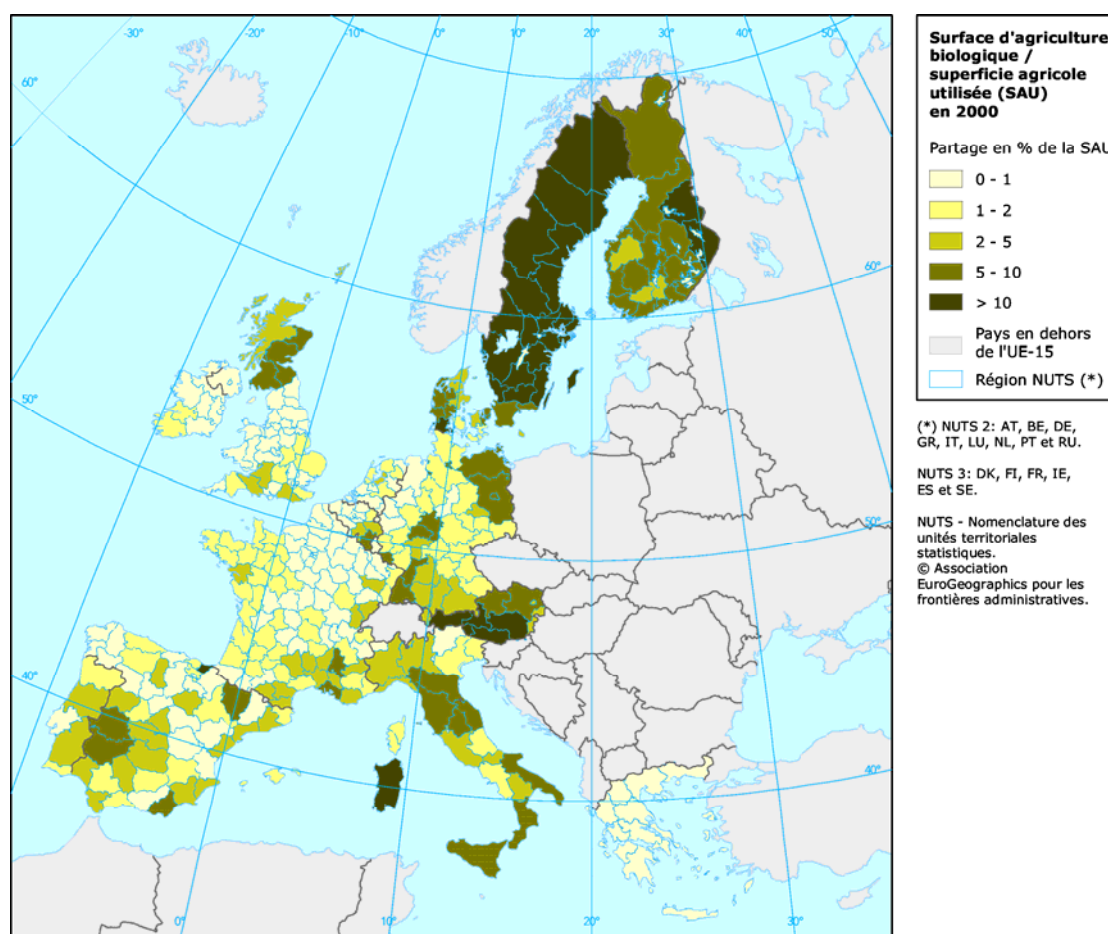 -30°
-20°
-10°
0°
10°
20°
30°
40°
50°
60°
60°
50°
50°
40°
40°
0°
10°
20°
30°
Surface d'agriculture
biologique /
superficie agricole
utilisée (SAU)
en 2000
Partage en % de la SAU
0 - 1
1 - 2
2 - 5
5 - 10
> 10
Pays en dehors
de l'UE-15
Région NUTS (*)
(*) NUTS 2: AT, BE, DE,
GR, IT, LU, NL, PT et RU.
NUTS 3: DK, FI, FR, IE,
ES et SE.
NUTS - Nomenclature des
unités territoriales
statistiques.
© Association
EuroGeographics pour les
frontières administratives.